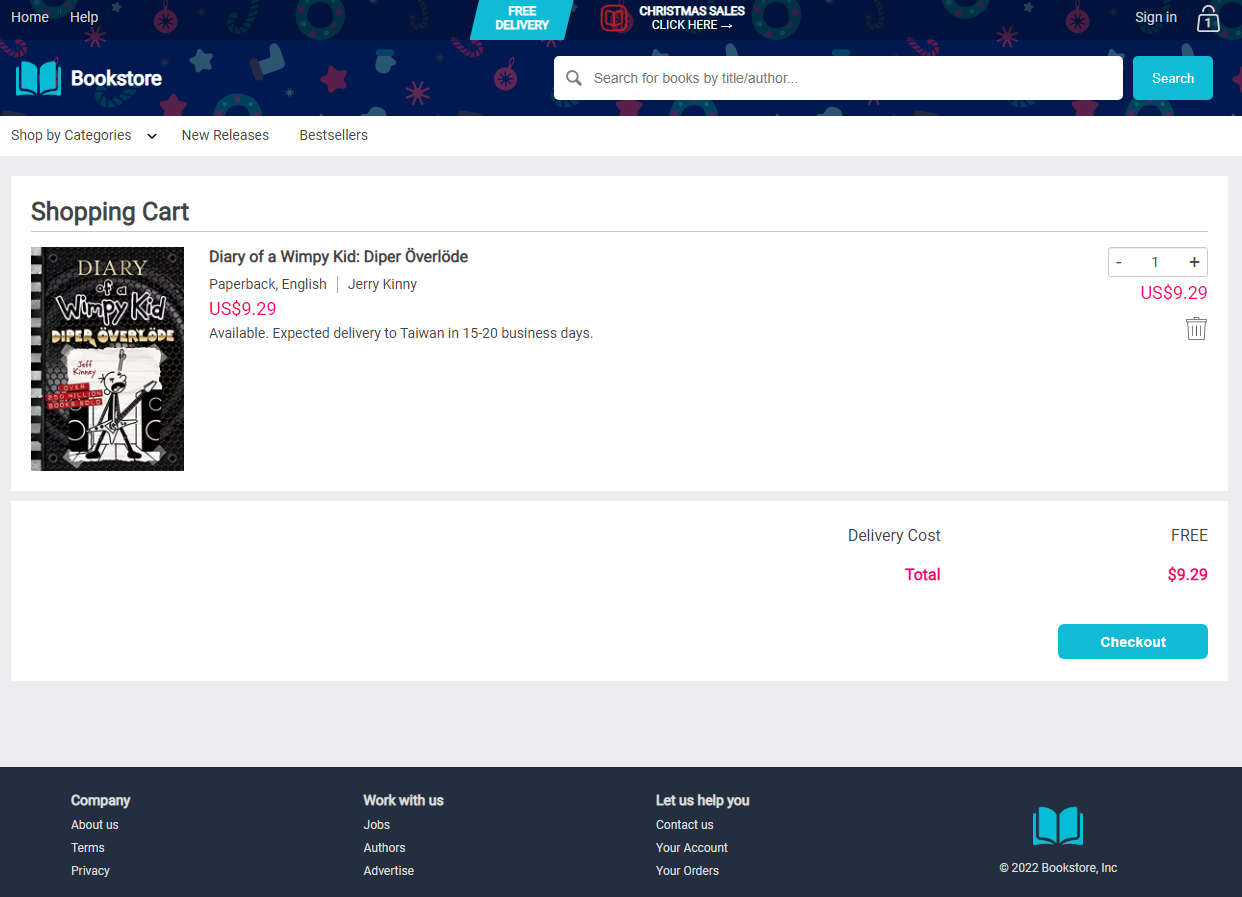 Home Help
FREE
DELIVERY
CHRISTMAS SALES
CLICK HERE →
Sign in
1
Bookstore
Search for books by title/author...
Search
Shop by Categories
New Releases
Bestsellers
Shopping Cart
DIARY
of a
Wimpy Kid
DIPER ÖVERLÖDE
Jeff
Kinney
OVER
250 MILLION
BOOKS SOLD
Diary of a Wimpy Kid: Diper Överlöde
Paperback, English | Jerry Kinny
US$9.29
Available. Expected delivery to Taiwan in 15-20 business days.
- 1 +
US$9.29
Delivery Cost FREE
Total $9.29
Checkout
Company
About us
Terms
Privacy
Work with us
Jobs
Authors
Advertise
Let us help you
Contact us
Your Account
Your Orders
© 2022 Bookstore, Inc